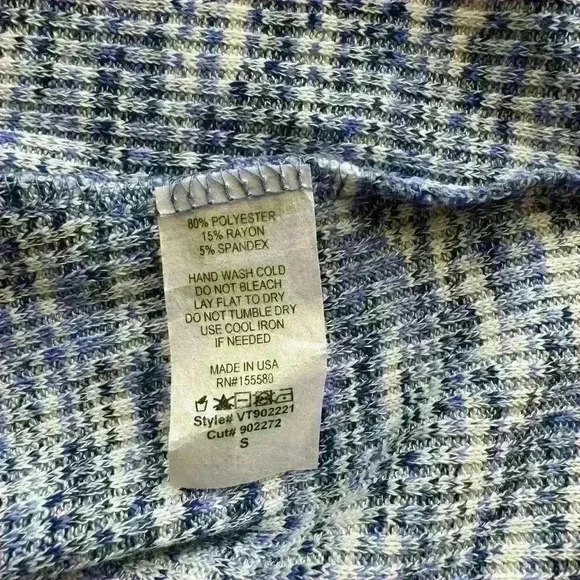 80% POLYESTER
15% RAYON
5% SPANDEX
HAND WASH COLD
DO NOT BLEACH
LAY FLAT TO DRY
DO NOT TUMBLE DRY
USE COOL IRON
IF NEEDED
MADE IN USA
RN#155580
Style# VT902221
Cut# 902272
S